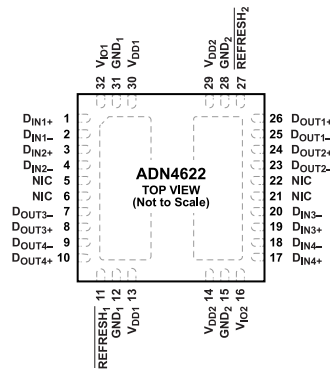 VIO1 GND1 VDD1 VDD2 GND2 REFRESH2
32 31 30 29 28 27
DIN1+ 1 26 DOUT1+
DIN1– 2 25 DOUT1–
DIN2+ 3 24 DOUT2+
DIN2– 4 23 DOUT2–
NIC 5 22 NIC
NIC 6 21 NIC
DOUT3– 7 20 DIN3–
DOUT3+ 8 19 DIN3+
DOUT4– 9 18 DIN4–
DOUT4+ 10 17 DIN4+
ADN4622
TOP VIEW
(Not to Scale)
11 12 13 14 15 16
REFRESH1 GND1 VDD1 VDD2 GND2 VIO2